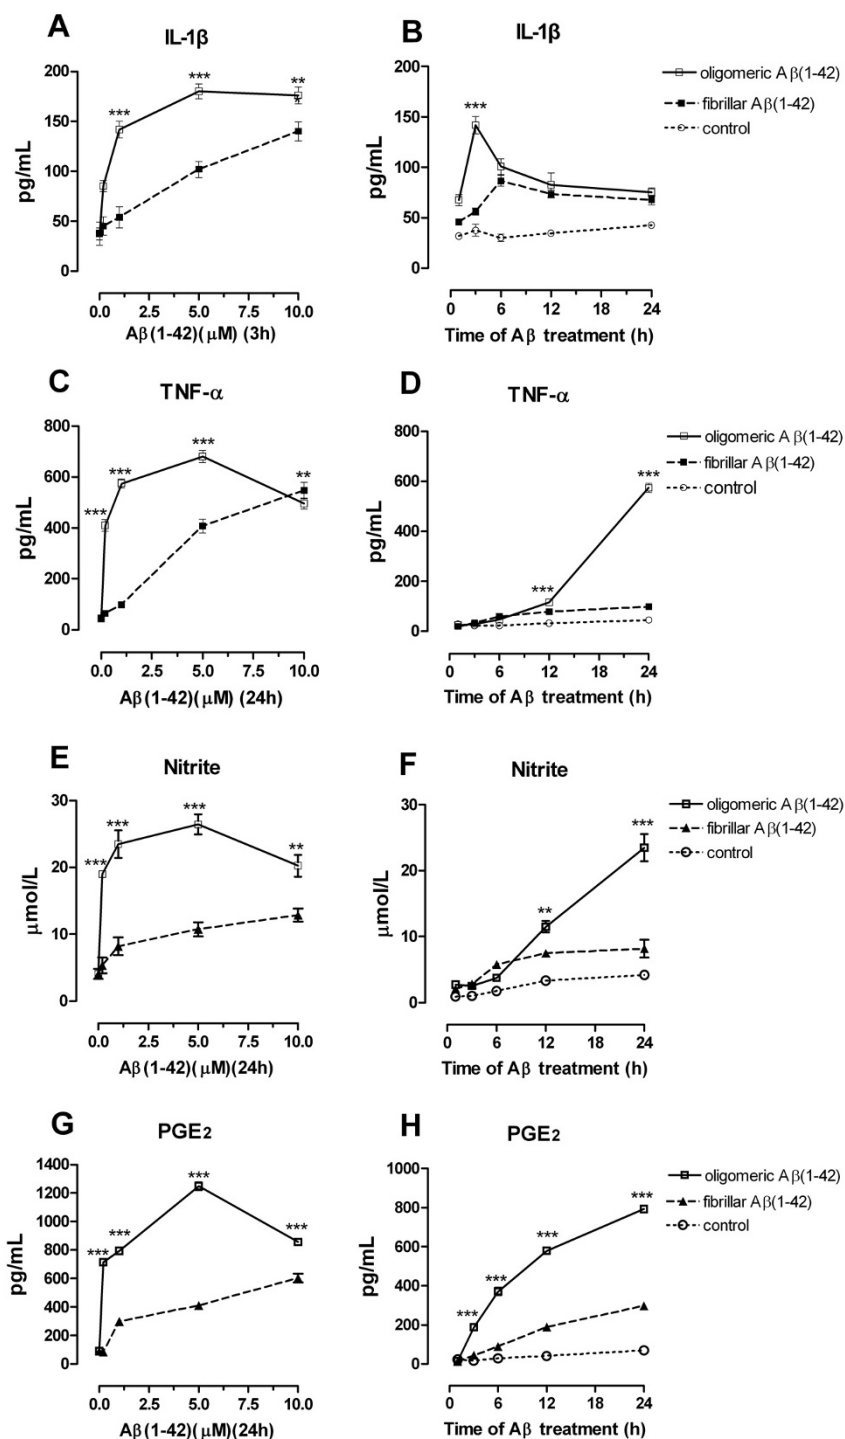 A
IL-1β
***
***
**
200
150
100
50
0
pg/mL
0.0 2.5 5.0 7.5 10.0
Aβ(1-42)(μM) (3h)
B
IL-1β
***
200
150
100
50
0
pg/mL
0 6 12 18 24
Time of Aβ treatment (h)
oligomeric Aβ(1-42)
fibrillar Aβ(1-42)
control
C
TNF-α
***
***
***
**
800
600
400
200
0
pg/mL
0.0 2.5 5.0 7.5 10.0
Aβ(1-42)(μM) (24h)
D
TNF-α
***
***
800
600
400
200
0
pg/mL
0 6 12 18 24
Time of Aβ treatment (h)
oligomeric Aβ(1-42)
fibrillar Aβ(1-42)
control
E
Nitrite
***
***
***
**
30
20
10
0
μmol/L
0.0 2.5 5.0 7.5 10.0
Aβ(1-42)(μM)(24h)
F
Nitrite
**
***
30
20
10
0
μmol/L
0 6 12 18 24
Time of Aβ treatment (h)
oligomeric Aβ(1-42)
fibrillar Aβ(1-42)
control
G
PGE2
***
***
***
***
1400
1200
1000
800
600
400
200
0
pg/mL
0.0 2.5 5.0 7.5 10.0
Aβ(1-42)(μM)(24h)
H
PGE2
***
***
***
***
1000
800
600
400
200
0
pg/mL
0 6 12 18 24
Time of Aβ treatment (h)
oligomeric Aβ(1-42)
fibrillar Aβ(1-42)
control